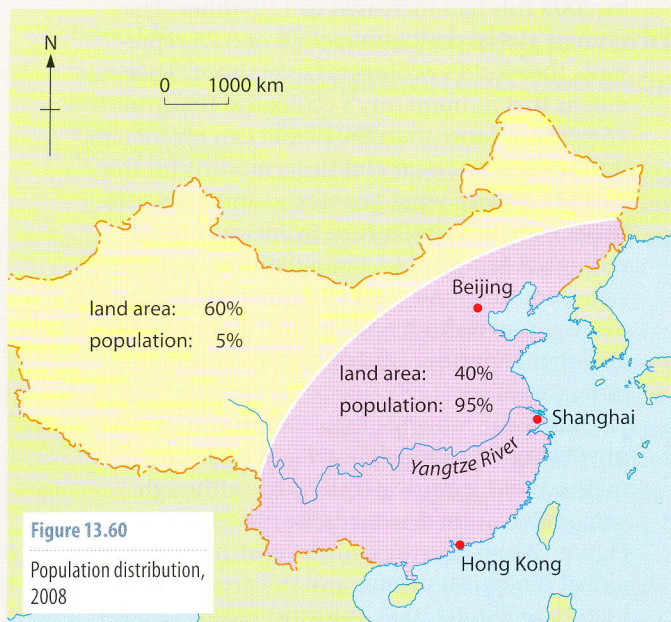 N
0 1000 km
Beijing
land area: 60%
population: 5%
land area: 40%
population: 95%
Shanghai
Yangtze River
Hong Kong
Figure 13.60
Population distribution,
2008